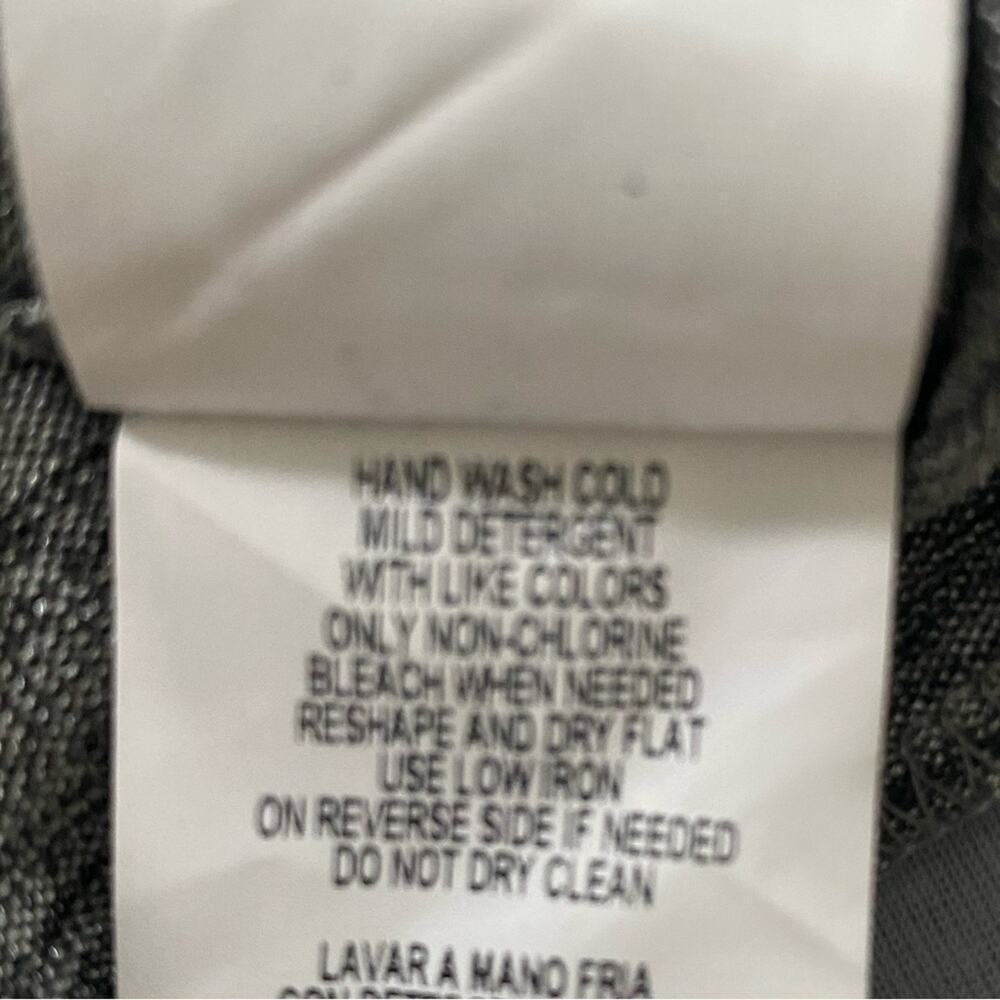 HAND WASH COLD
MILD DETERGENT
WITH LIKE COLORS
ONLY NON-CHLORINE
BLEACH WHEN NEEDED
RESHAPE AND DRY FLAT
USE LOW IRON
ON REVERSE SIDE IF NEEDED
DO NOT DRY CLEAN
LAVAR A MANO FRIA
CON